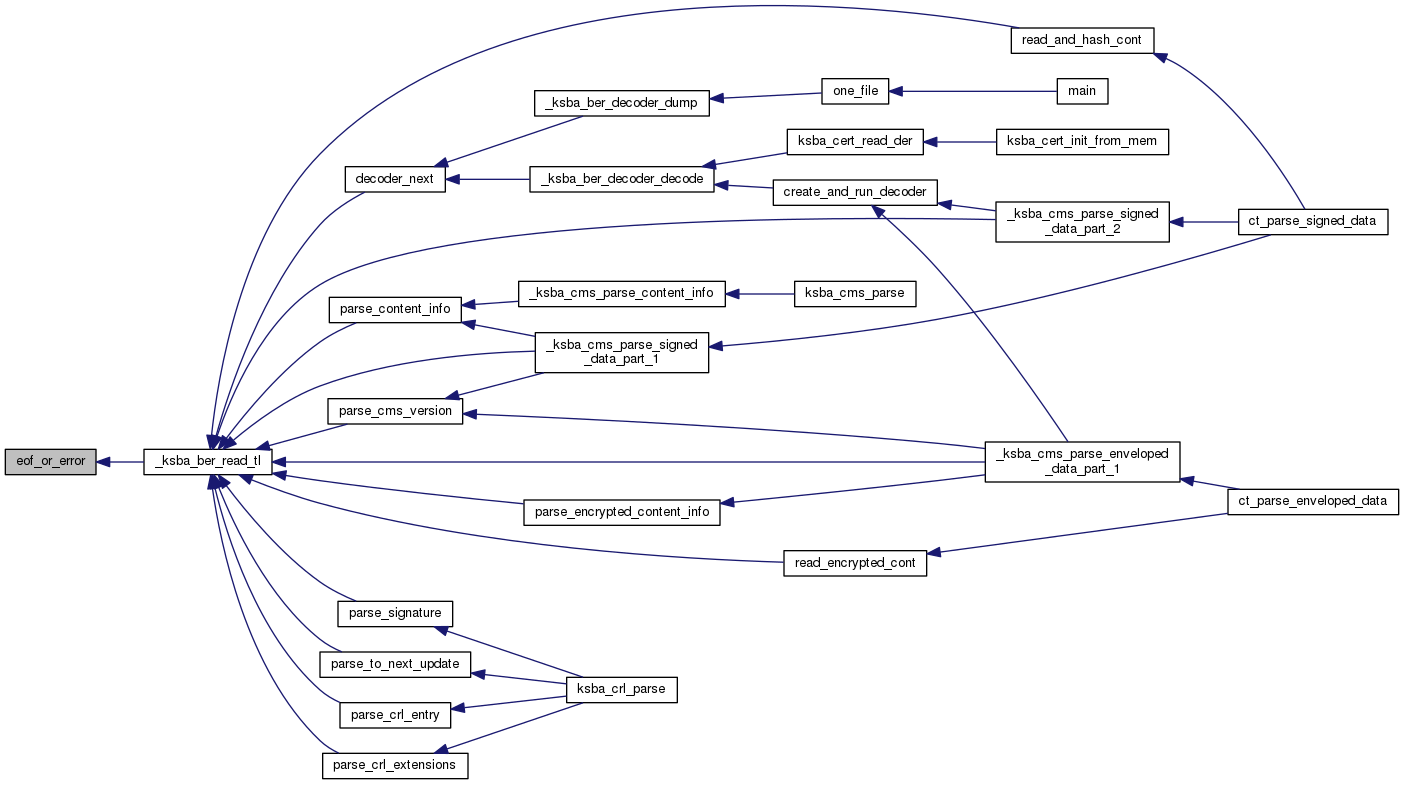 read_and_hash_cont
_ksba_ber_decoder_dump
one_file
main
ksba_cert_read_der
ksba_cert_init_from_mem
decoder_next
_ksba_ber_decoder_decode
create_and_run_decoder
_ksba_cms_parse_signed
_data_part_2
ct_parse_signed_data
parse_content_info
_ksba_cms_parse_content_info
ksba_cms_parse
_ksba_cms_parse_signed
_data_part_1
parse_cms_version
eof_or_error
_ksba_ber_read_tl
_ksba_cms_parse_enveloped
_data_part_1
parse_encrypted_content_info
ct_parse_enveloped_data
read_encrypted_cont
parse_signature
parse_to_next_update
ksba_crl_parse
parse_crl_entry
parse_crl_extensions